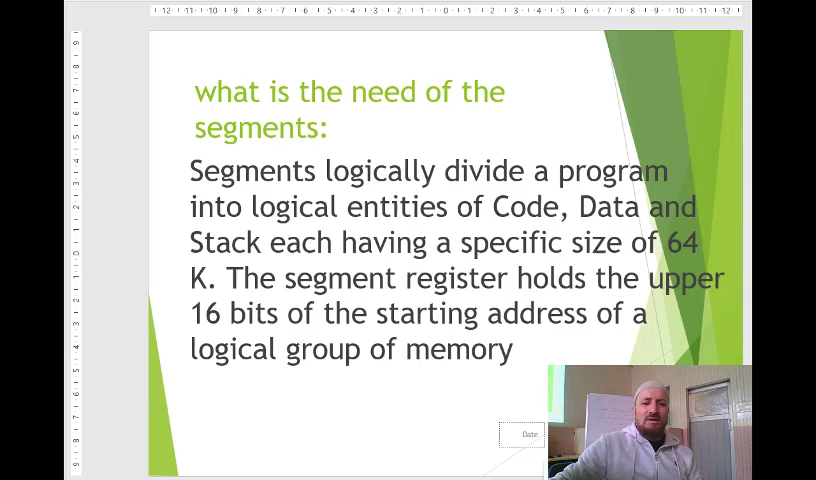 what is the need of the
segments:
Segments logically divide a program
into logical entities of Code, Data and
Stack each having a specific size of 64
K. The segment register holds the upper
16 bits of the starting address of a
logical group of memory
Date